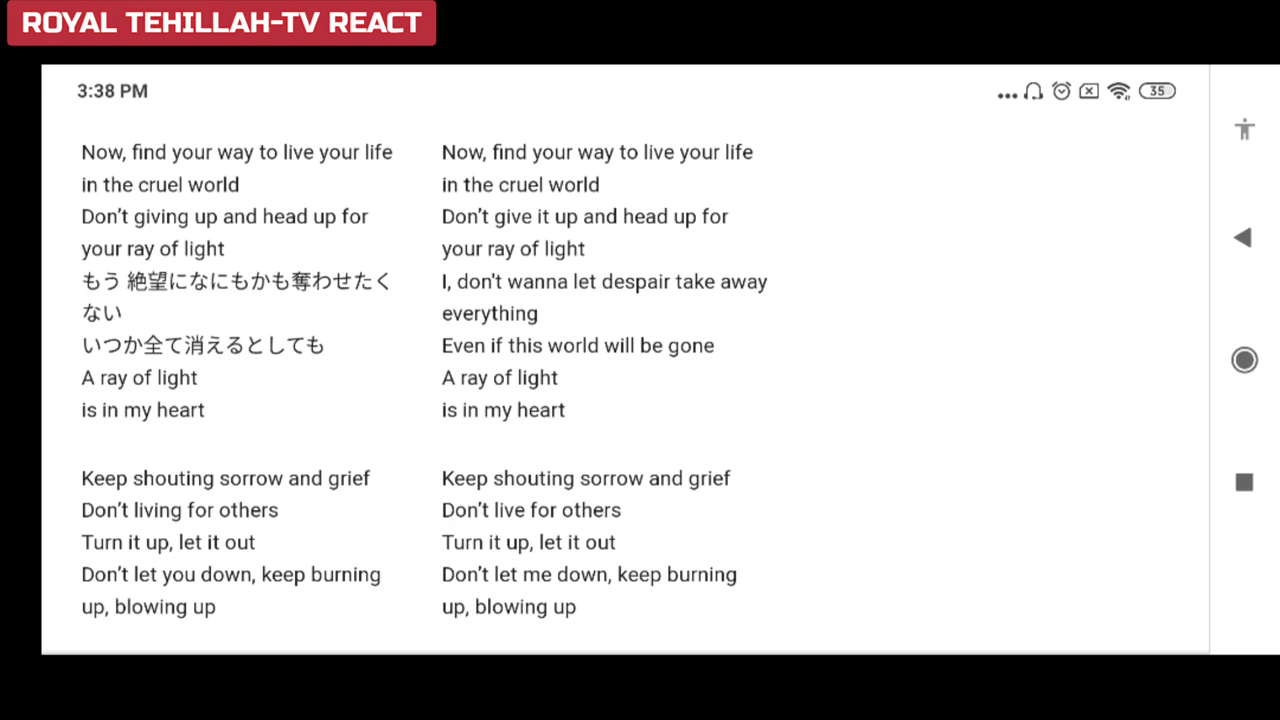 ROYAL TEHILLAH-TV REACT
3:38 PM
35
Now, find your way to live your life
in the cruel world
Don't giving up and head up for
your ray of light
もう 絶望になにもかも奪わせたく
ない
いつか全て消えるとしても
A ray of light
is in my heart
Keep shouting sorrow and grief
Don't living for others
Turn it up, let it out
Don't let you down, keep burning
up, blowing up
Now, find your way to live your life
in the cruel world
Don't give it up and head up for
your ray of light
I, don't wanna let despair take away
everything
Even if this world will be gone
A ray of light
is in my heart
Keep shouting sorrow and grief
Don't live for others
Turn it up, let it out
Don't let me down, keep burning
up, blowing up